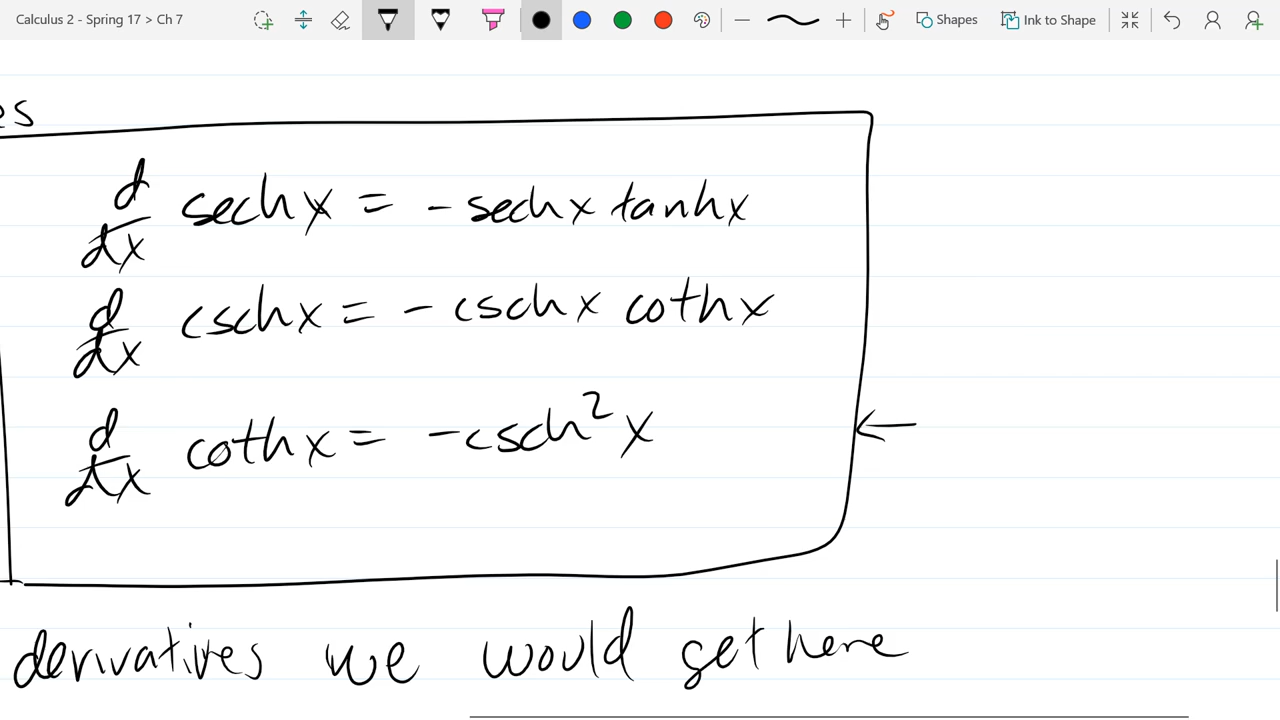 Calculus 2 - Spring 17 > Ch 7 Shapes Ink to Shape
es
d/dx sech x = - sech x tanh x
d/dx csch x = - csch x coth x
d/dx coth x = - csch² x
derivatives we would get here